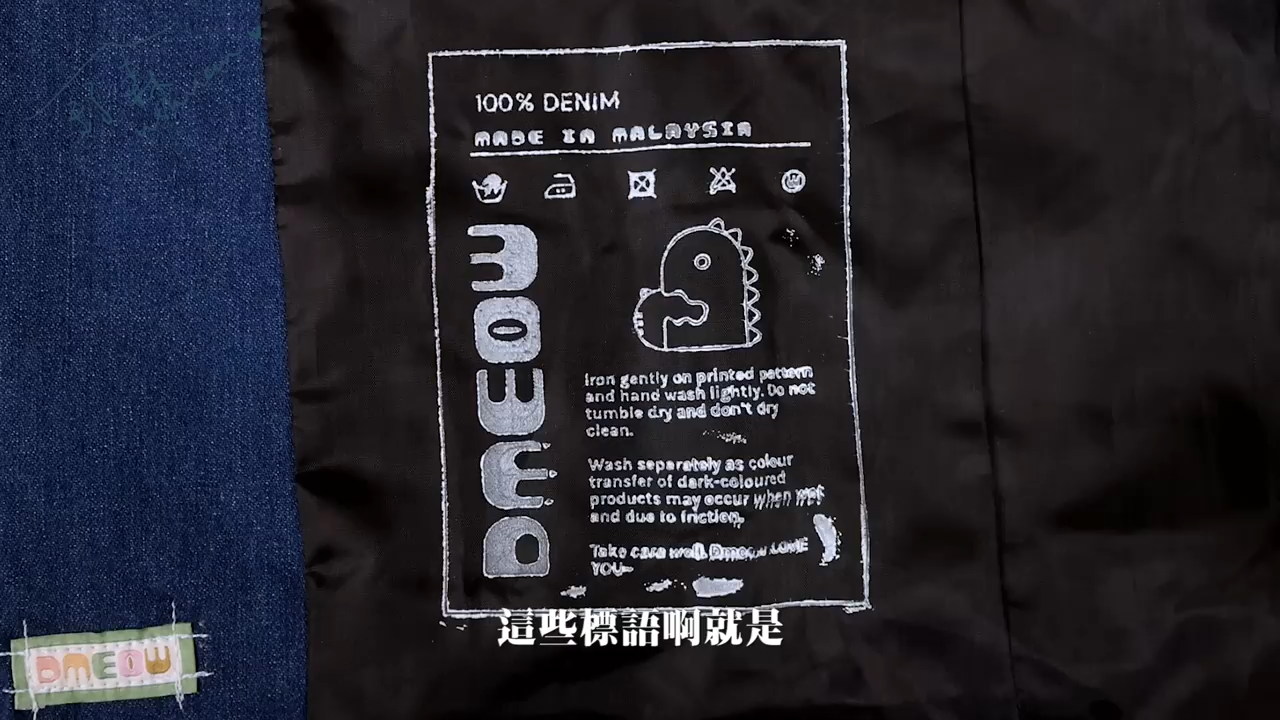 100% DENIM
MADE IN MALAYSIA
DMEOW
Iron gently on printed pettern
and hand wash lightly. Do not
tumble dry and don't dry
clean.
Wash separately as colour
transfer of dark-coloured
products may occur when wet
and due to friction.
Take care well, Dmeow LOVE
YOU~
DMEOW
這些標語啊就是